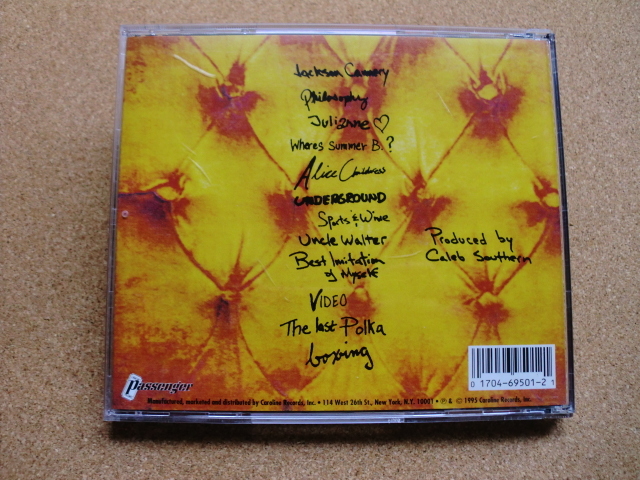 Jackson Cannery
Philosophy
Julianne ♡
Wheres Summer B.?
Alice Childress
UNDERGROUND
Sports & Wine
Uncle Walter
Best Imitation
of Myself
VIDEO
The last Polka
boxing
Produced by
Caleb Southern
Passenger
0 1704-69501-2 1
Manufactured, marketed and distributed by Caroline Records, Inc. • 114 West 26th St., New York, N.Y. 10001 • ℗ & © 1995 Caroline Records, Inc.